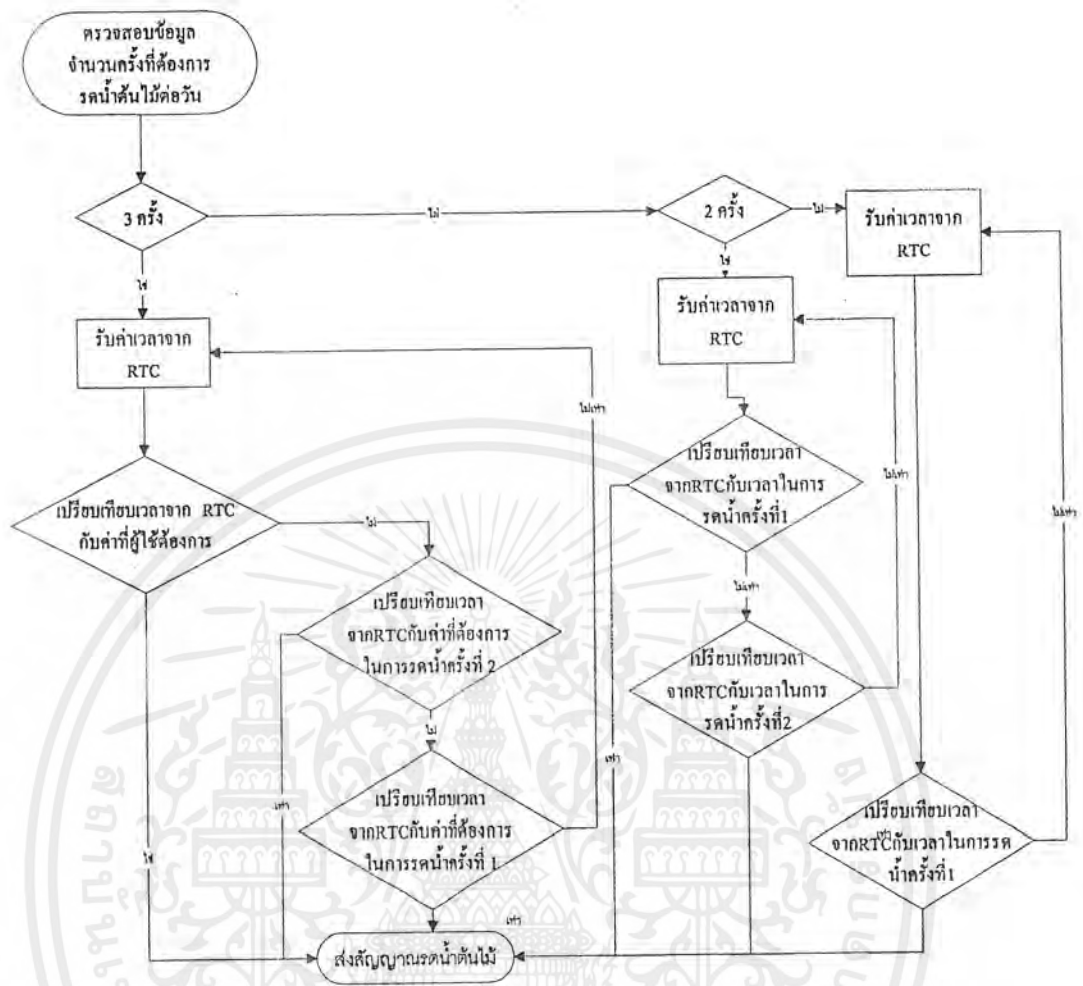 ตรวจสอบข้อมูล
จำนวนครั้งที่ต้องการ
รดน้ำต้นไม้ต่อวัน
3 ครั้ง
ไม่
2 ครั้ง
ไม่
รับค่าเวลาจาก
RTC
ใช่
ใช่
รับค่าเวลาจาก
RTC
รับค่าเวลาจาก
RTC
ไม่เท่า
ไม่เท่า
ไม่เท่า
เปรียบเทียบเวลาจาก RTC
กับค่าที่ผู้ใช้ต้องการ
ไม่
เปรียบเทียบเวลา
จากRTCกับเวลาในการ
รดน้ำครั้งที่1
ไม่เท่า
เปรียบเทียบเวลา
จากRTCกับค่าที่ต้องการ
ในการรดน้ำครั้งที่ 2
ไม่
เปรียบเทียบเวลา
จากRTCกับเวลาในการ
รดน้ำครั้งที่2
เท่า
เท่า
เปรียบเทียบเวลา
จากRTCกับค่าที่ต้องการ
ในการรดน้ำครั้งที่ 1
เปรียบเทียบเวลา
เท่า
จากRTCกับเวลาในการรด
น้ำครั้งที่1
ใช่
เท่า
ส่งสัญญาณรดน้ำต้นไม้